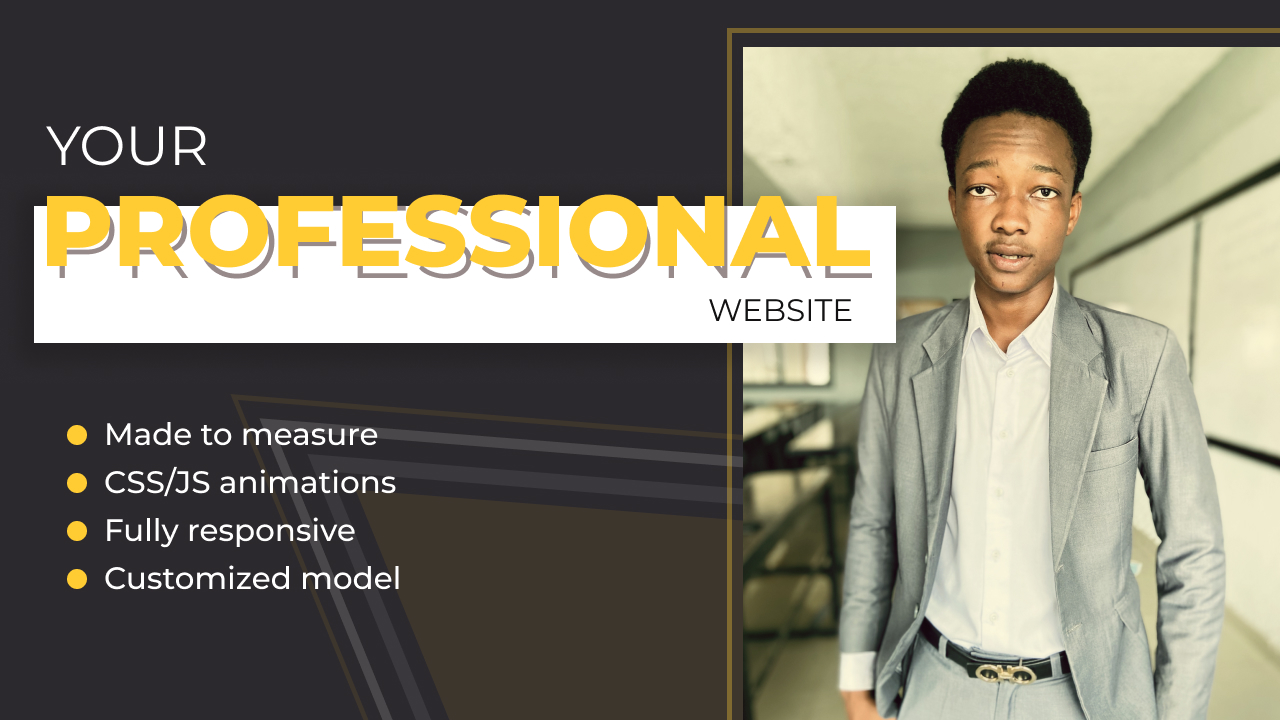 YOUR
PROFESSIONAL
WEBSITE
Made to measure
CSS/JS animations
Fully responsive
Customized model